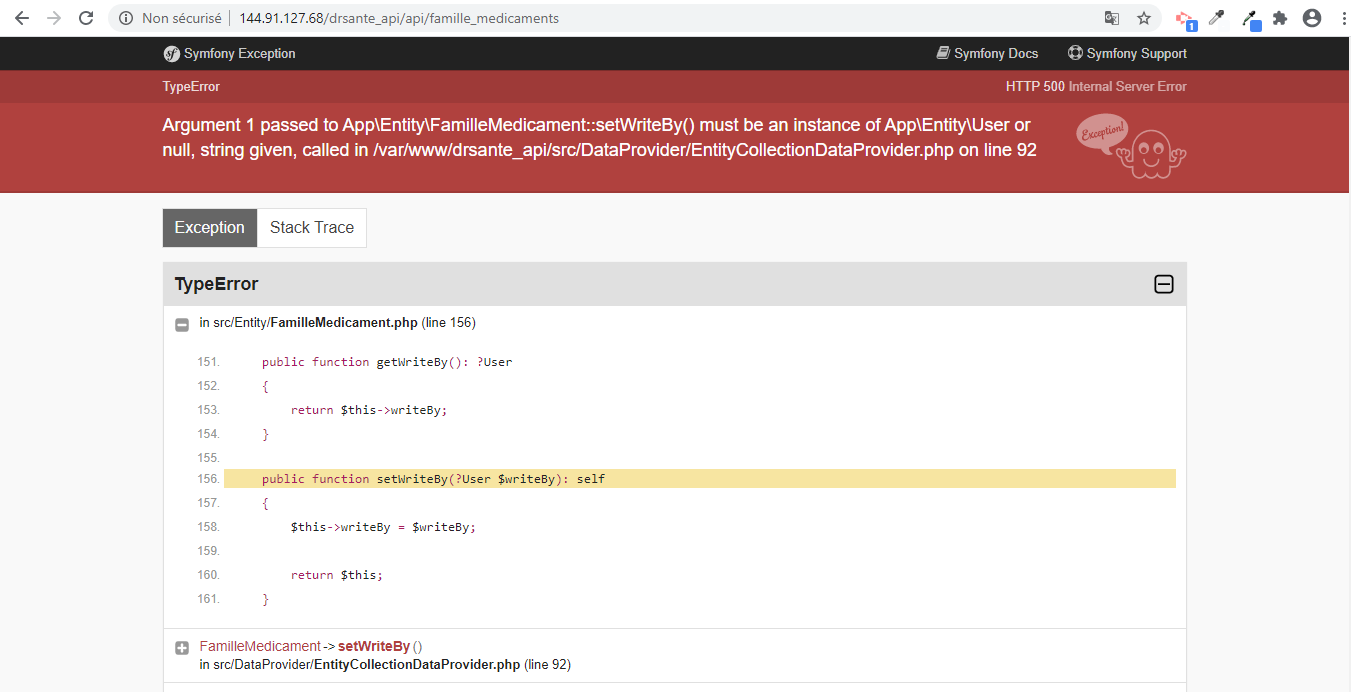 Non sécurisé 144.91.127.68/drsante_api/api/famille_medicaments
1
Symfony Exception Symfony Docs Symfony Support
TypeError HTTP 500 Internal Server Error
Argument 1 passed to App\Entity\FamilleMedicament::setWriteBy() must be an instance of App\Entity\User or
null, string given, called in /var/www/drsante_api/src/DataProvider/EntityCollectionDataProvider.php on line 92
Exception!
Exception Stack Trace
TypeError
in src/Entity/FamilleMedicament.php (line 156)
151. public function getWriteBy(): ?User
152. {
153. return $this->writeBy;
154. }
155.
156. public function setWriteBy(?User $writeBy): self
157. {
158. $this->writeBy = $writeBy;
159.
160. return $this;
161. }
FamilleMedicament->setWriteBy()
in src/DataProvider/EntityCollectionDataProvider.php (line 92)